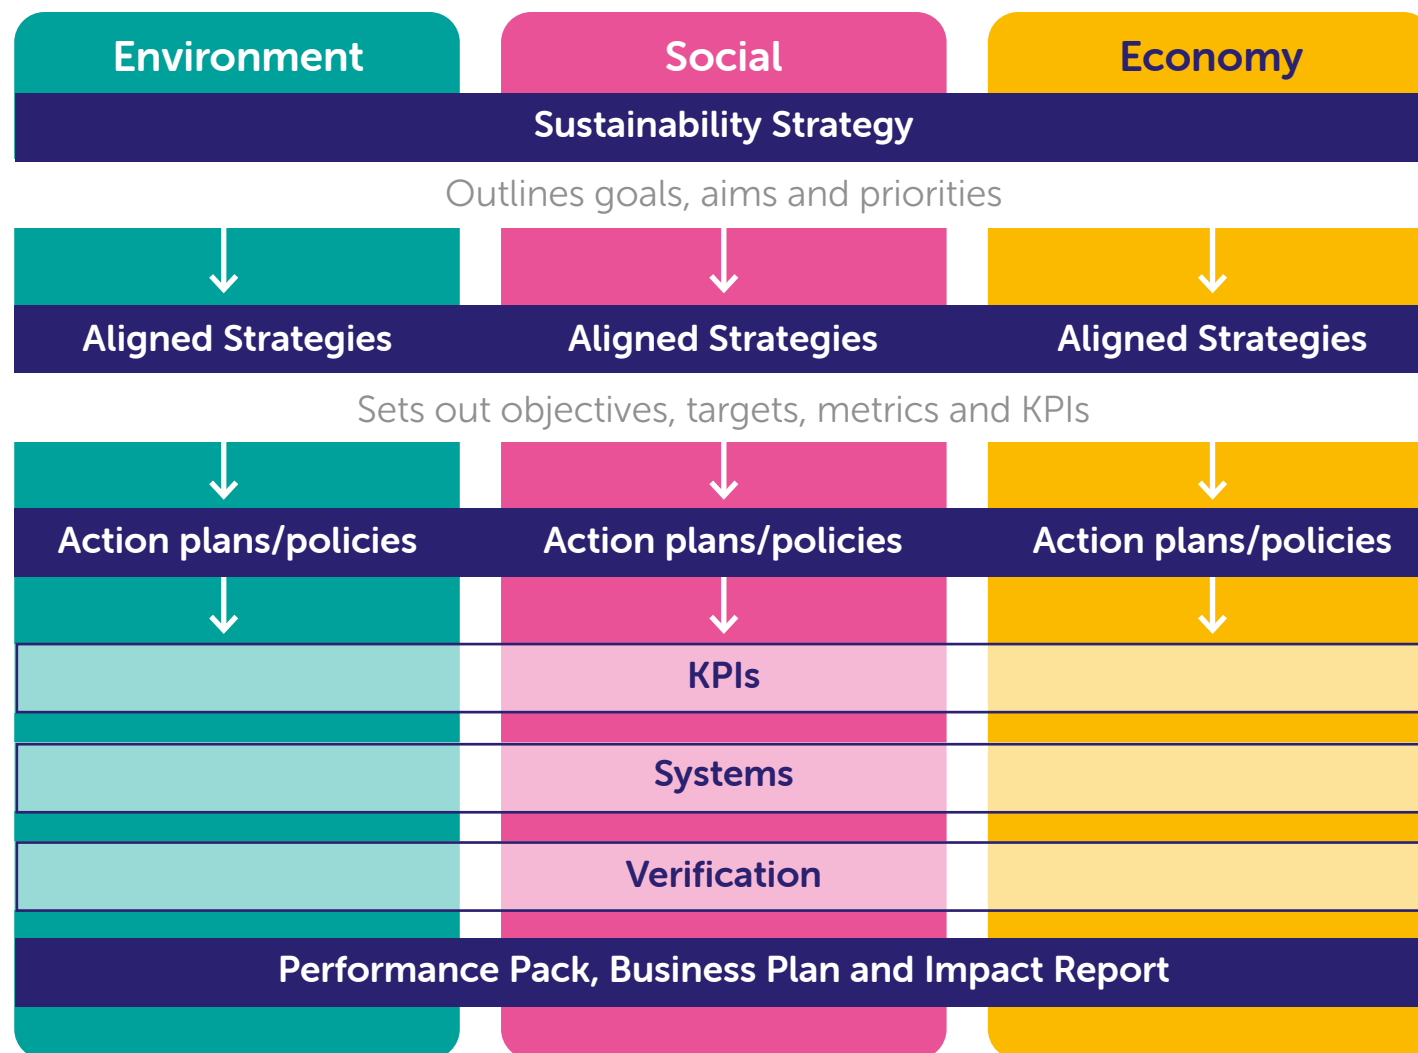 Environment
Social
Economy
Sustainability Strategy
Outlines goals, aims and priorities
Aligned Strategies
Aligned Strategies
Aligned Strategies
Sets out objectives, targets, metrics and KPIs
Action plans/policies
Action plans/policies
Action plans/policies
KPIs
Systems
Verification
Performance Pack, Business Plan and Impact Report